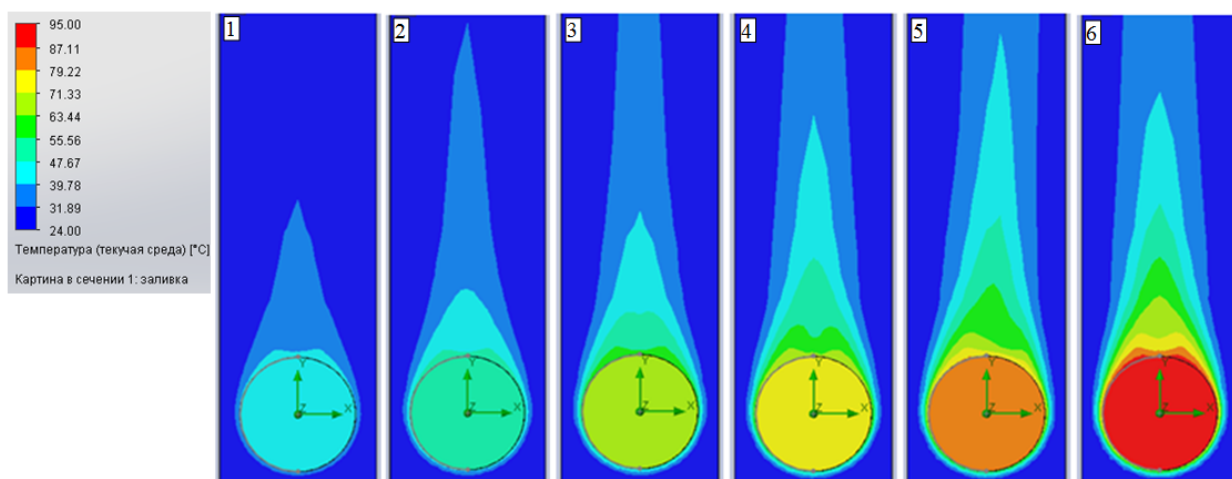 95.00
87.11
79.22
71.33
63.44
55.56
47.67
39.78
31.89
24.00
Температура (текучая среда) [°C]
Картина в сечении 1: заливка
1
2
3
4
5
6
Y
Z
X
Y
Z
X
Y
Z
X
Y
Z
X
Y
Z
X
Y
Z
X